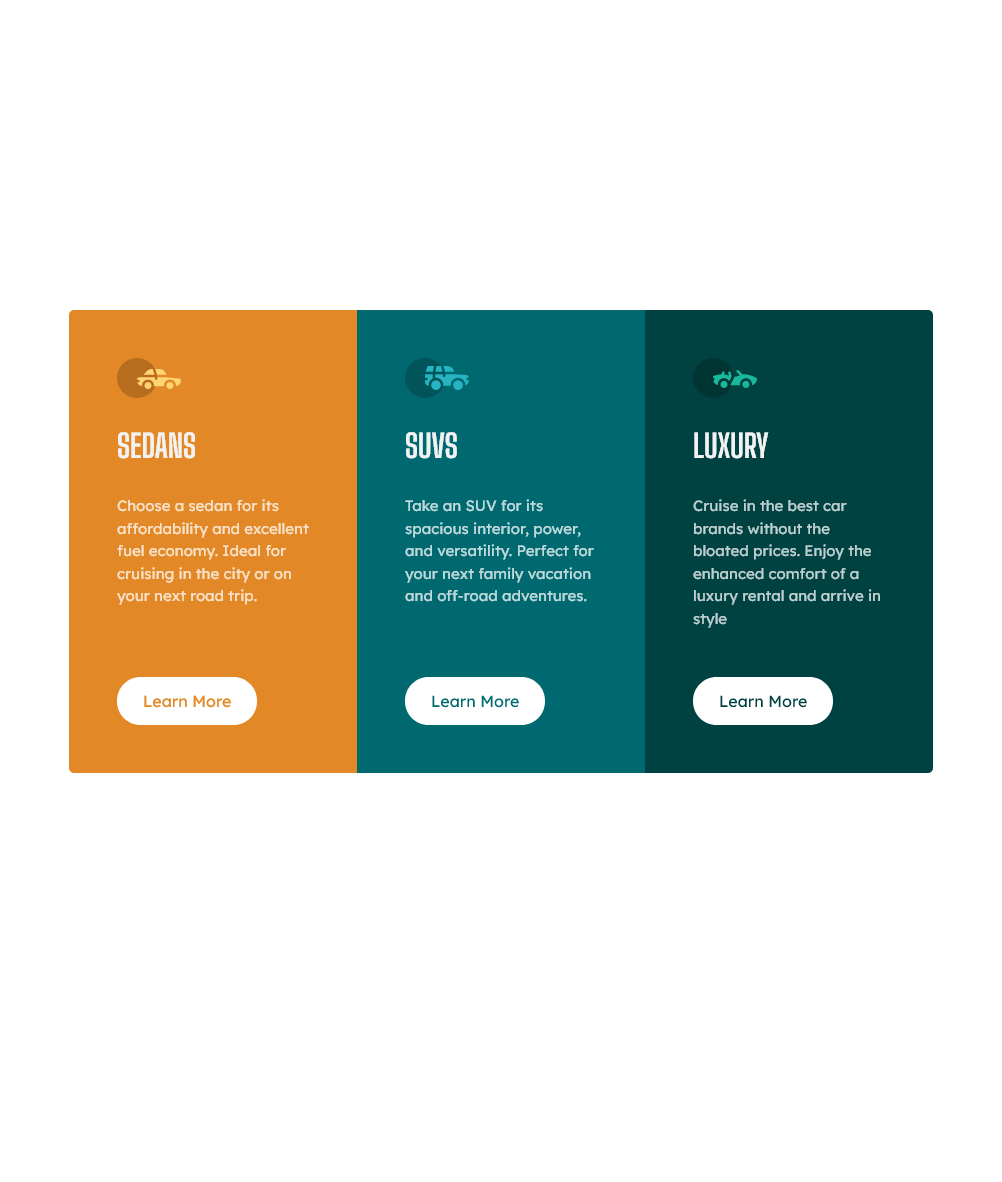 SEDANS
Choose a sedan for its
affordability and excellent
fuel economy. Ideal for
cruising in the city or on
your next road trip.
Learn More
SUVS
Take an SUV for its
spacious interior, power,
and versatility. Perfect for
your next family vacation
and off-road adventures.
Learn More
LUXURY
Cruise in the best car
brands without the
bloated prices. Enjoy the
enhanced comfort of a
luxury rental and arrive in
style
Learn More